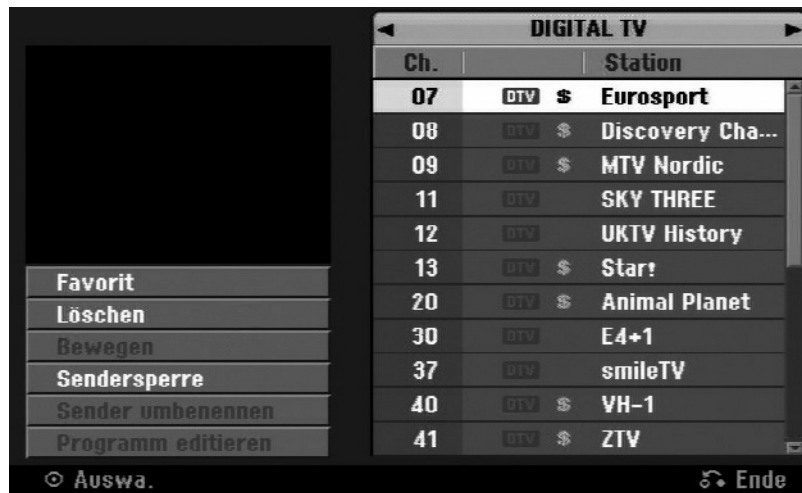 DIGITAL TV
Ch. Station
07 DTV $ Eurosport
08 DTV $ Discovery Cha...
09 DTV $ MTV Nordic
11 DTV SKY THREE
12 DTV UKTV History
13 DTV $ Star!
20 DTV $ Animal Planet
30 DTV E4+1
37 DTV smileTV
40 DTV $ VH-1
41 DTV $ ZTV
Favorit
Löschen
Bewegen
Sendersperre
Sender umbenennen
Programm editieren
Auswa.
Ende